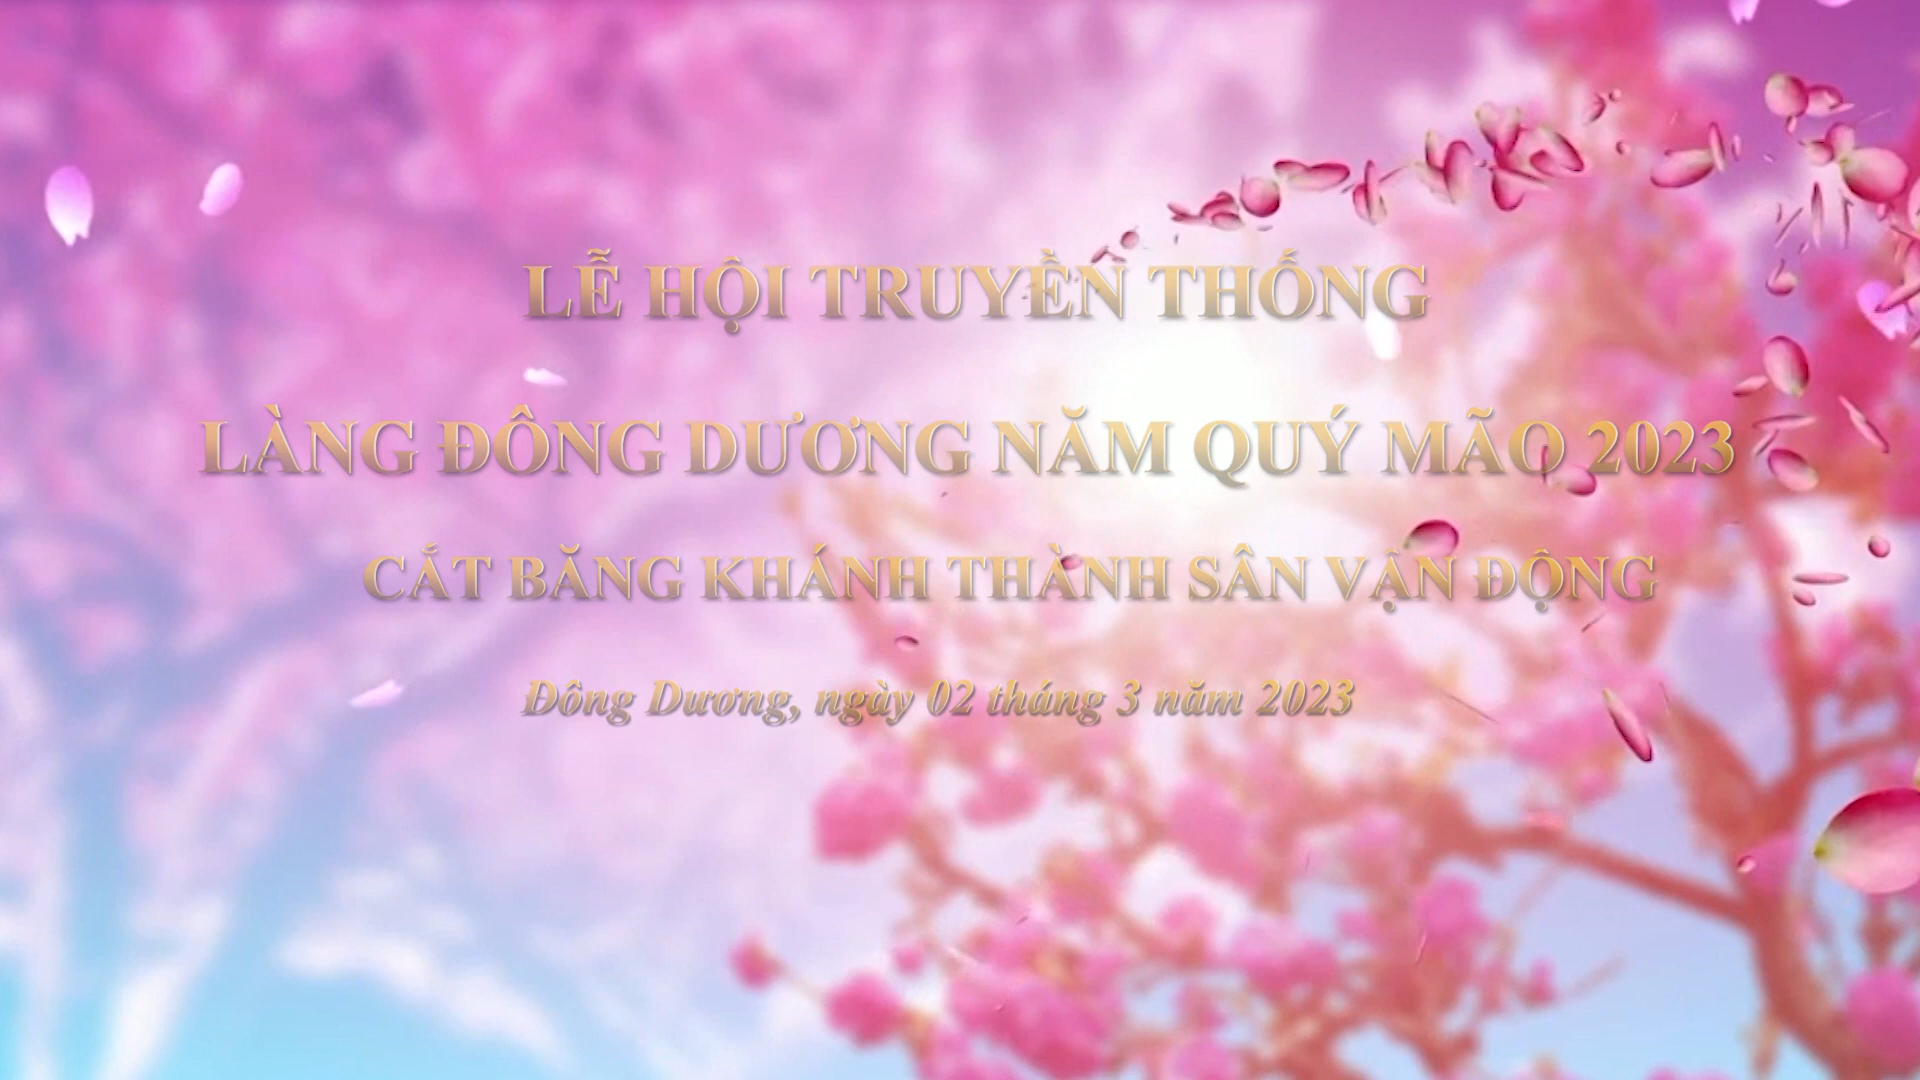 LỄ HỘI TRUYỀN THỐNG
LÀNG ĐÔNG DƯƠNG NĂM QUÝ MÃO 2023
CẮT BĂNG KHÁNH THÀNH SÂN VẬN ĐỘNG
Đông Dương, ngày 02 tháng 3 năm 2023